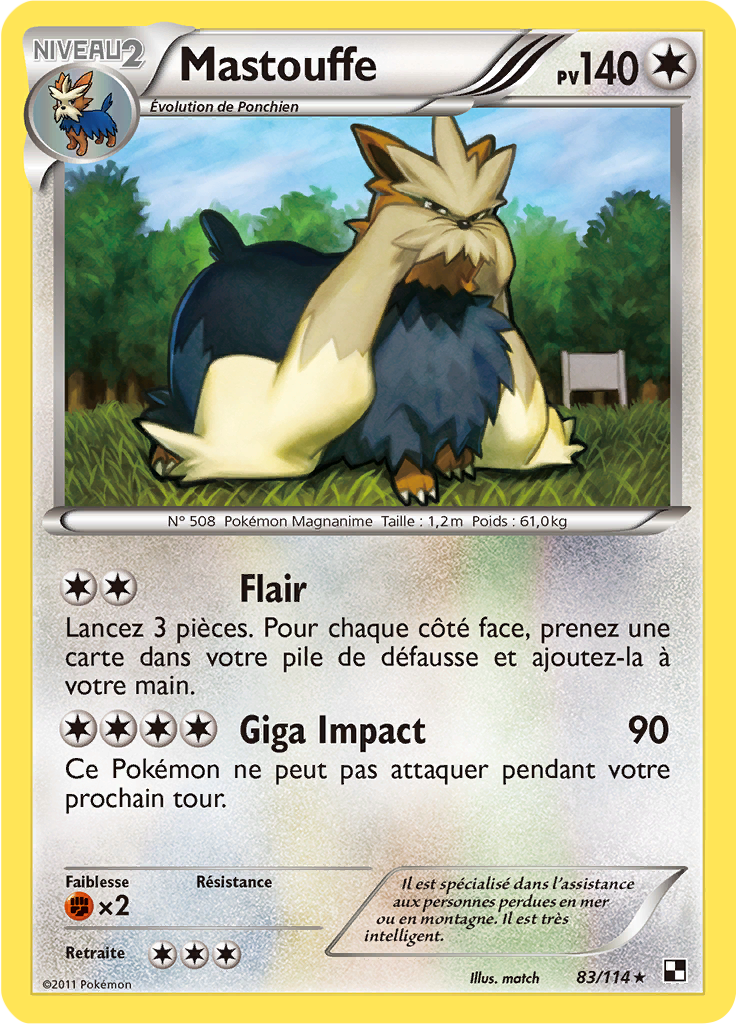 NIVEAU2
Mastouffe
PV140
Évolution de Ponchien
N° 508 Pokémon Magnanime Taille : 1,2 m Poids : 61,0 kg
Flair
Lancez 3 pièces. Pour chaque côté face, prenez une
carte dans votre pile de défausse et ajoutez-la à
votre main.
Giga Impact 90
Ce Pokémon ne peut pas attaquer pendant votre
prochain tour.
Faiblesse Résistance
×2
Retraite
Il est spécialisé dans l'assistance
aux personnes perdues en mer
ou en montagne. Il est très
intelligent.
©2011 Pokémon
Illus. match 83/114 ★